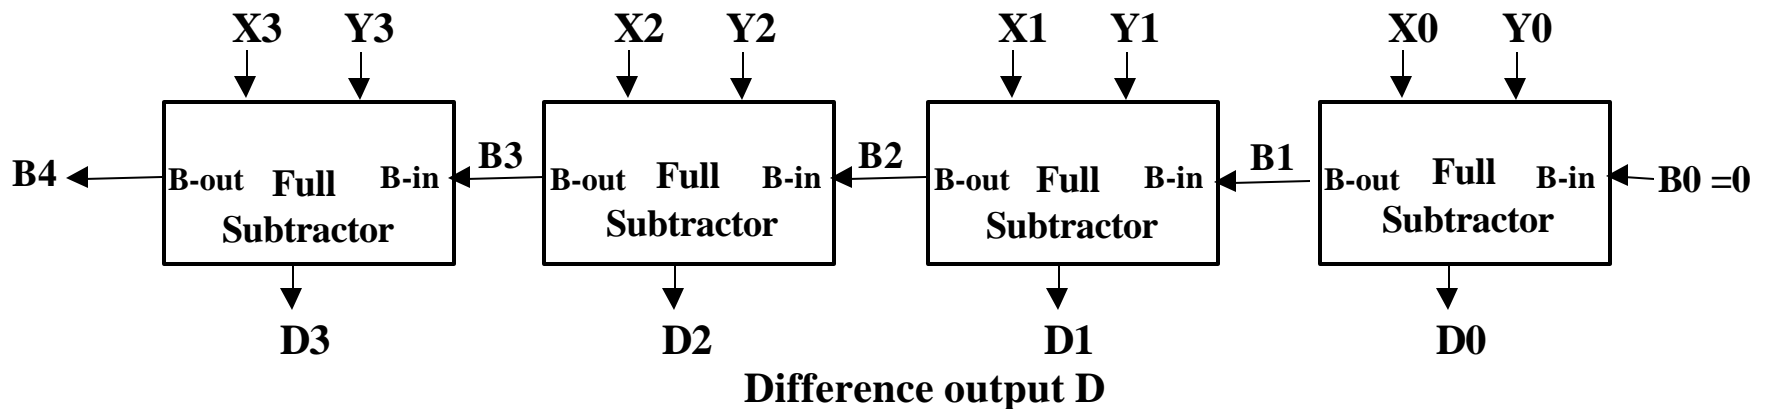 X3 Y3 X2 Y2 X1 Y1 X0 Y0
B4 B-out Full B-in B3 B-out Full B-in B2 B-out Full B-in B1 B-out Full B-in B0 =0
Subtractor Subtractor Subtractor Subtractor
D3 D2 D1 D0
Difference output D